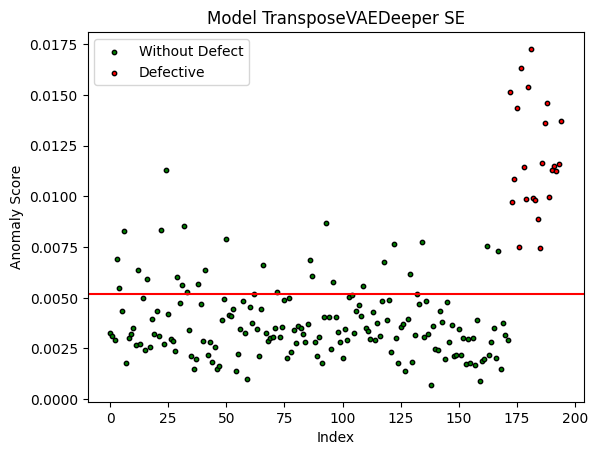 Model TransposeVAEDeeper SE
Without Defect
Defective
Anomaly Score
0.0175
0.0150
0.0125
0.0100
0.0075
0.0050
0.0025
0.0000
0 25 50 75 100 125 150 175 200
Index